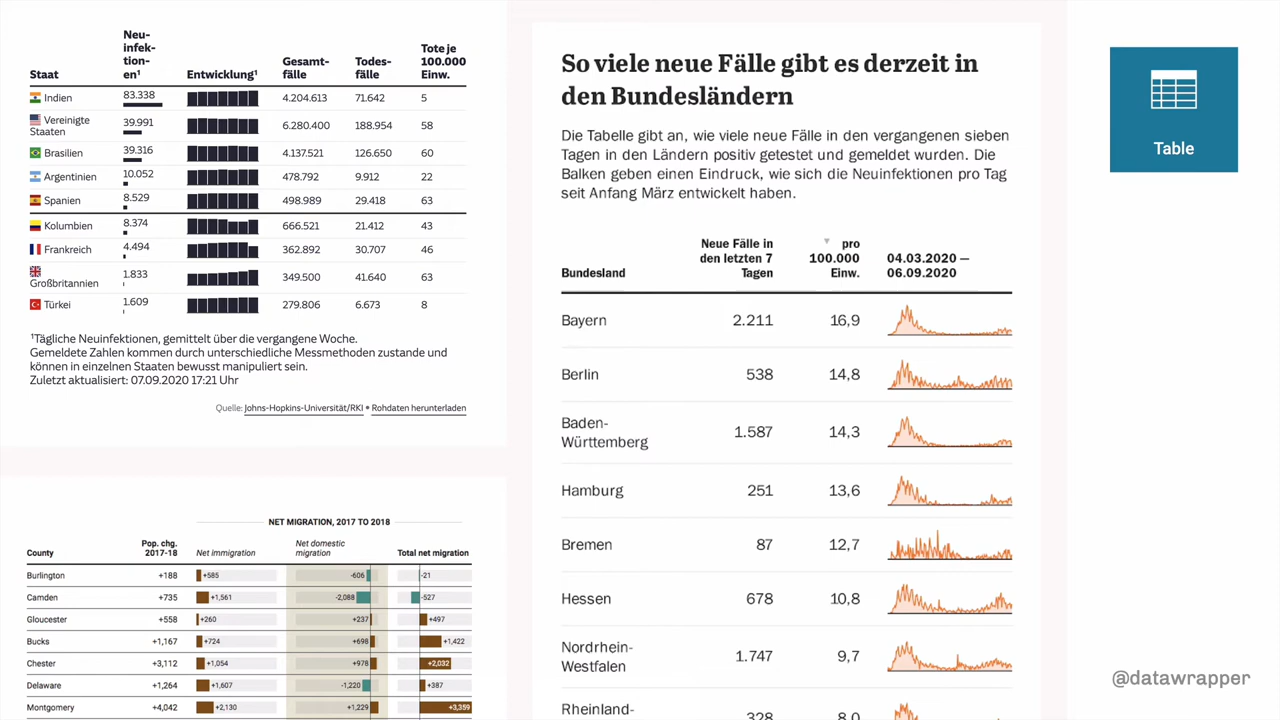 Neu-
infek-
tion-
en¹
Staat
Entwicklung¹
Gesamt-
fälle
Todes-
fälle
Tote je
100.000
Einw.
Indien 83.338 4.204.613 71.642 5
Vereinigte
Staaten 39.991 6.280.400 188.954 58
Brasilien 39.316 4.137.521 126.650 60
Argentinien 10.052 478.792 9.912 22
Spanien 8.529 498.989 29.418 63
Kolumbien 8.374 666.521 21.412 43
Frankreich 4.494 362.892 30.707 46
Großbritannien 1.833 349.500 41.640 63
Türkei 1.609 279.806 6.673 8
¹Tägliche Neuinfektionen, gemittelt über die vergangene Woche.
Gemeldete Zahlen kommen durch unterschiedliche Messmethoden zustande und
können in einzelnen Staaten bewusst manipuliert sein.
Zuletzt aktualisiert: 07.09.2020 17:21 Uhr
Quelle: Johns-Hopkins-Universität/RKI • Rohdaten herunterladen
NET MIGRATION, 2017 TO 2018
County
Pop. chg.
2017-18
Net immigration
Net domestic
migration
Total net migration
Burlington +188 +585 -606 -21
Camden +735 +1,561 -2,088 -527
Gloucester +558 +260 +237 +497
Bucks +1,167 +724 +698 +1,422
Chester +3,112 +1,054 +978 +2,032
Delaware +1,264 +1,607 -1,220 +387
Montgomery +4,042 +2,130 +1,229 +3,359
So viele neue Fälle gibt es derzeit in
den Bundesländern
Die Tabelle gibt an, wie viele neue Fälle in den vergangenen sieben
Tagen in den Ländern positiv getestet und gemeldet wurden. Die
Balken geben einen Eindruck, wie sich die Neuinfektionen pro Tag
seit Anfang März entwickelt haben.
Bundesland
Neue Fälle in
den letzten 7
Tagen
pro
100.000
Einw.
04.03.2020 —
06.09.2020
Bayern 2.211 16,9
Berlin 538 14,8
Baden-
Württemberg 1.587 14,3
Hamburg 251 13,6
Bremen 87 12,7
Hessen 678 10,8
Nordrhein-
Westfalen 1.747 9,7
Rheinland- 328 8,0
Table
@datawrapper